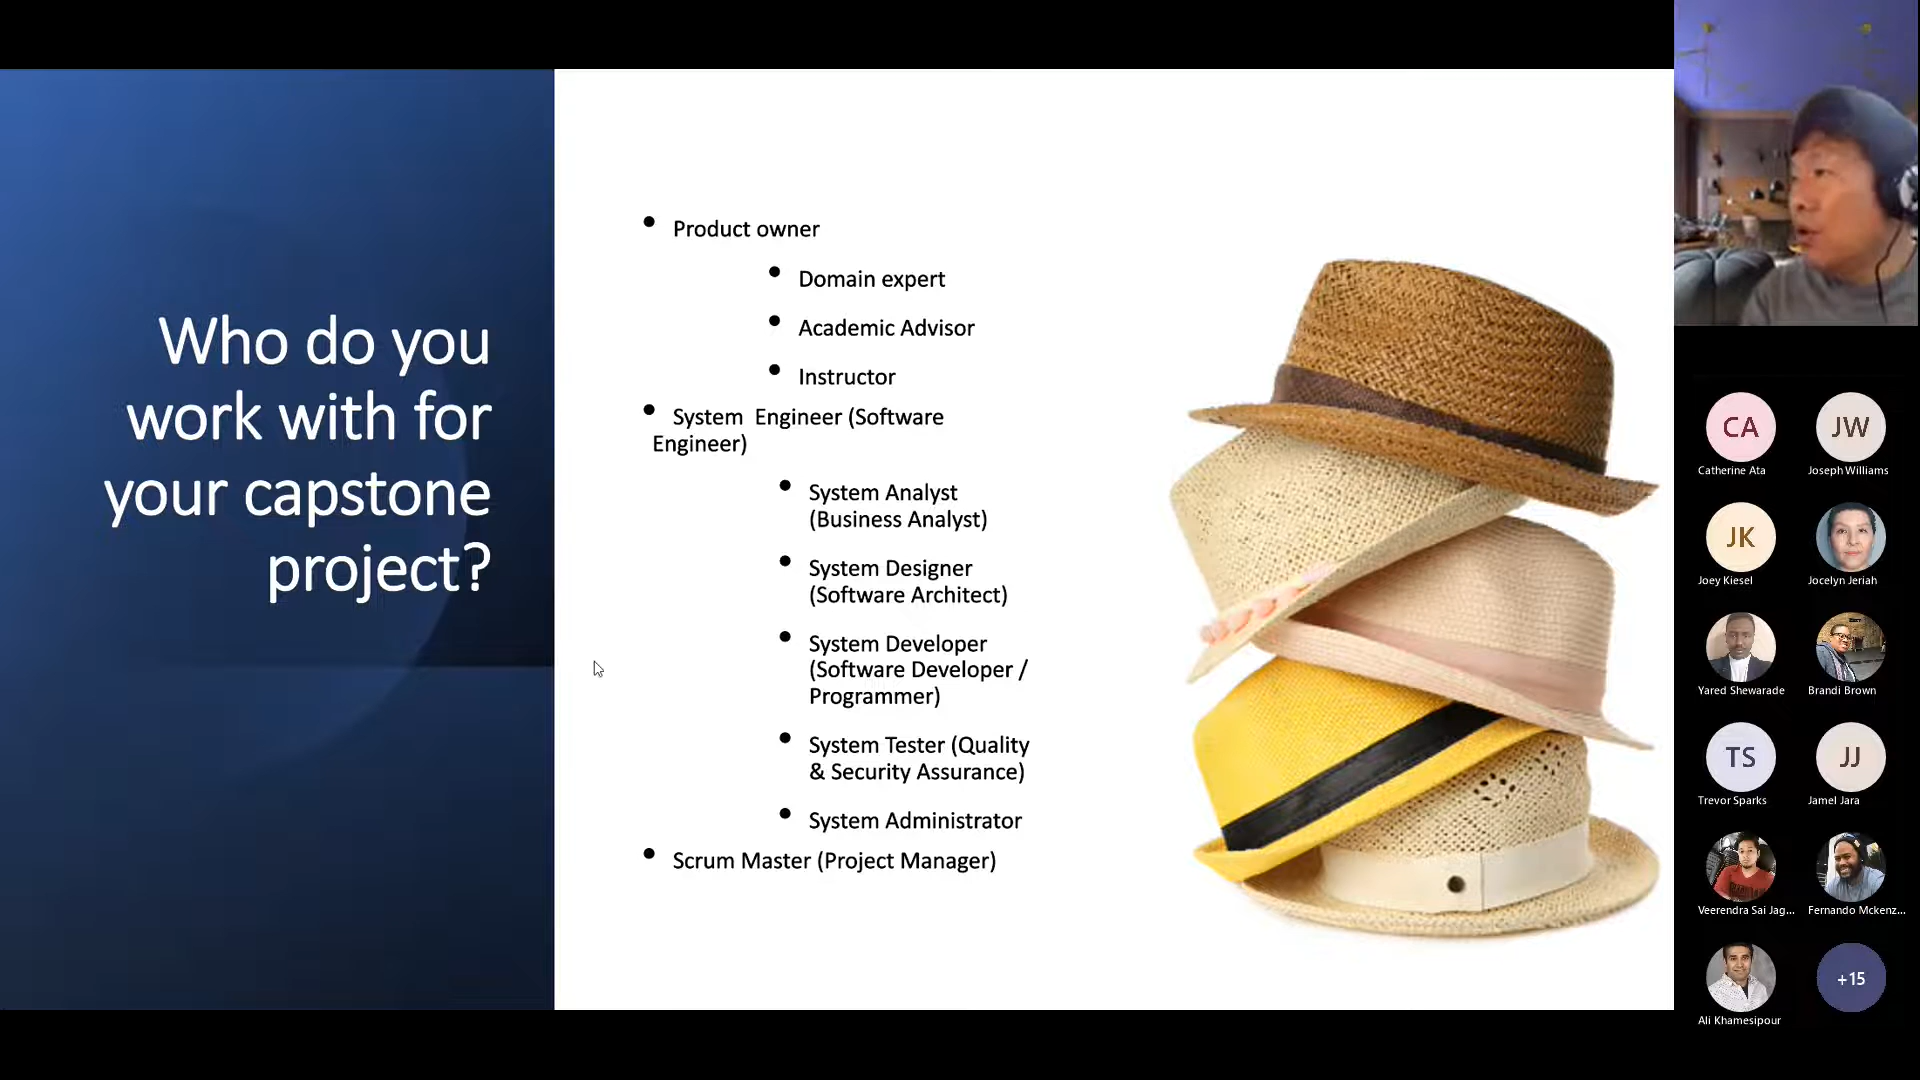 Who do you
work with for
your capstone
project?
• Product owner
• Domain expert
• Academic Advisor
• Instructor
• System Engineer (Software
Engineer)
• System Analyst
(Business Analyst)
• System Designer
(Software Architect)
• System Developer
(Software Developer /
Programmer)
• System Tester (Quality
& Security Assurance)
• System Administrator
• Scrum Master (Project Manager)
CA
JW
Catherine Ata
Joseph Williams
JK
Joey Kiesel
Jocelyn Jeriah
Yared Shewarade
Brandi Brown
TS
JJ
Trevor Sparks
Jamel Jara
Veerendra Sai Jag...
Fernando Mckenz...
+15
Ali Khamesipour